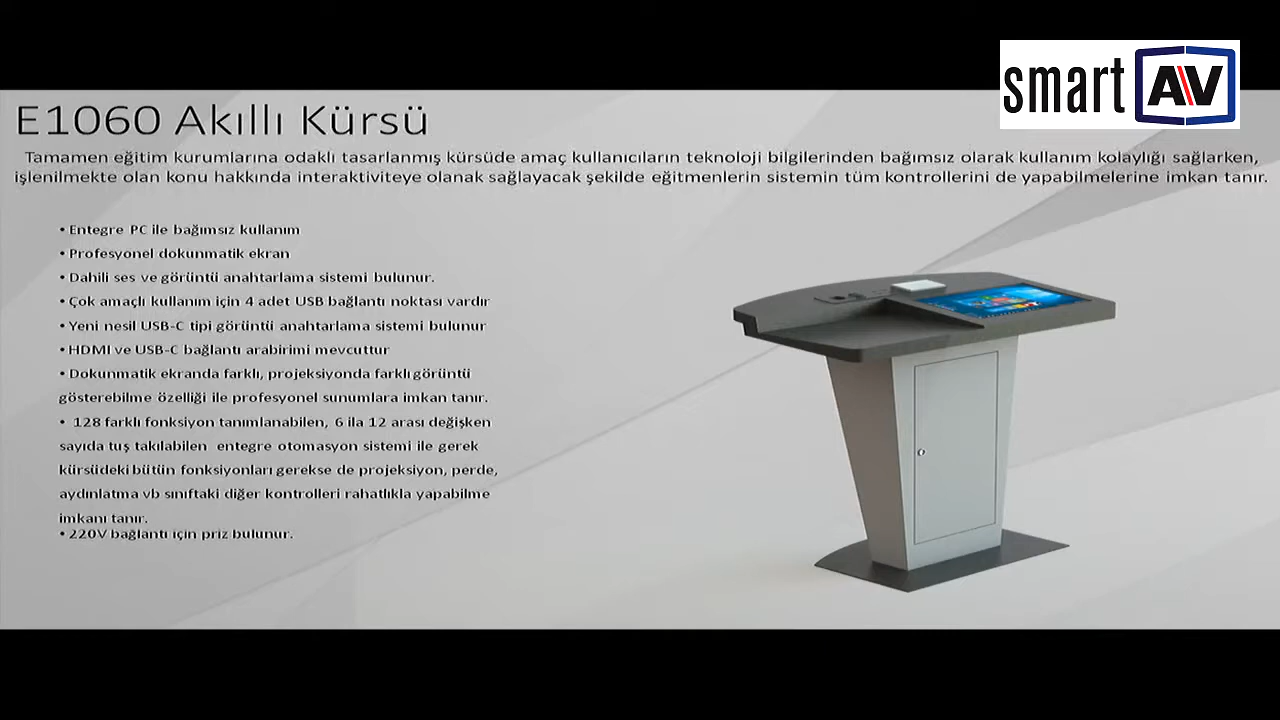 smart AV
E1060 Akıllı Kürsü
Tamamen eğitim kurumlarına odaklı tasarlanmış kürsüde amaç kullanıcıların teknoloji bilgilerinden bağımsız olarak kullanım kolaylığı sağlarken,
işlenilmekte olan konu hakkında interaktiviteye olanak sağlayacak şekilde eğitmenlerin sistemin tüm kontrollerini de yapabilmelerine imkan tanır.
• Entegre PC ile bağımsız kullanım
• Profesyonel dokunmatik ekran
• Dahili ses ve görüntü anahtarlama sistemi bulunur.
• Çok amaçlı kullanım için 4 adet USB bağlantı noktası vardır
• Yeni nesil USB-C tipi görüntü anahtarlama sistemi bulunur
• HDMI ve USB-C bağlantı arabirimi mevcuttur
• Dokunmatik ekranda farklı, projeksiyonda farklı görüntü
gösterebilme özelliği ile profesyonel sunumlara imkan tanır.
• 128 farklı fonksiyon tanımlanabilen, 6 ila 12 arası değişken
sayıda tuş takılabilen entegre otomasyon sistemi ile gerek
kürsüdeki bütün fonksiyonları gerekse de projeksiyon, perde,
aydınlatma vb sınıftaki diğer kontrolleri rahatlıkla yapabilme
imkanı tanır.
• 220V bağlantı için priz bulunur.